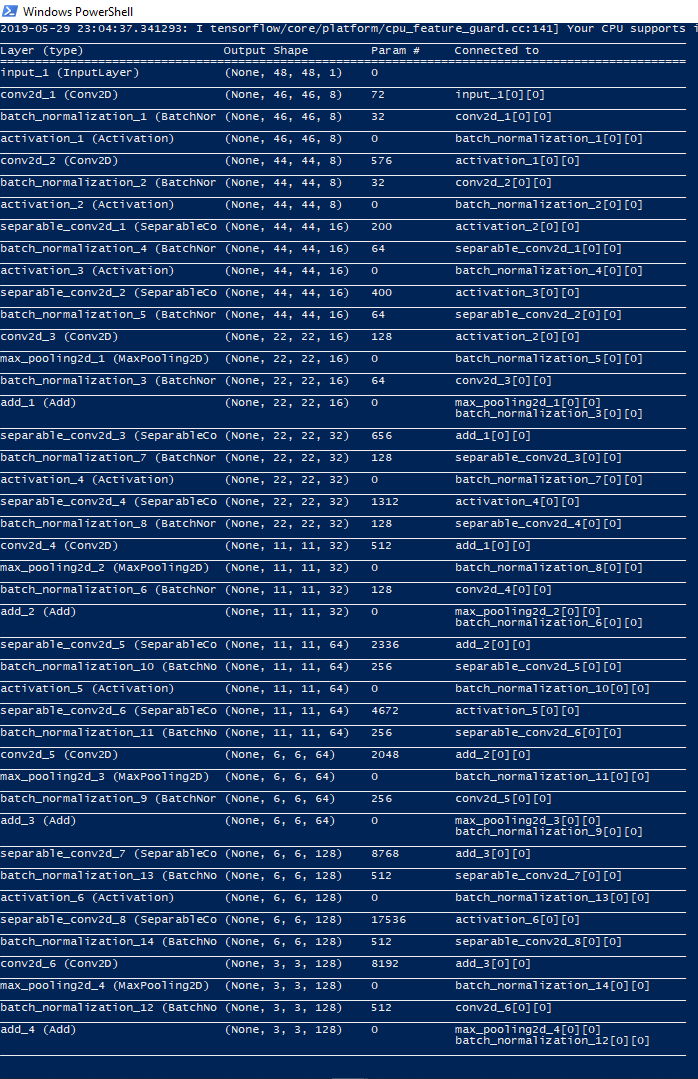 Windows PowerShell
2019-05-29 23:04:37.341293: I tensorflow/core/platform/cpu_feature_guard.cc:141] Your CPU supports i
Layer (type) Output Shape Param # Connected to
input_1 (InputLayer) (None, 48, 48, 1) 0
conv2d_1 (Conv2D) (None, 46, 46, 8) 72 input_1[0][0]
batch_normalization_1 (BatchNor (None, 46, 46, 8) 32 conv2d_1[0][0]
activation_1 (Activation) (None, 46, 46, 8) 0 batch_normalization_1[0][0]
conv2d_2 (Conv2D) (None, 44, 44, 8) 576 activation_1[0][0]
batch_normalization_2 (BatchNor (None, 44, 44, 8) 32 conv2d_2[0][0]
activation_2 (Activation) (None, 44, 44, 8) 0 batch_normalization_2[0][0]
separable_conv2d_1 (SeparableCo (None, 44, 44, 16) 200 activation_2[0][0]
batch_normalization_4 (BatchNor (None, 44, 44, 16) 64 separable_conv2d_1[0][0]
activation_3 (Activation) (None, 44, 44, 16) 0 batch_normalization_4[0][0]
separable_conv2d_2 (SeparableCo (None, 44, 44, 16) 400 activation_3[0][0]
batch_normalization_5 (BatchNor (None, 44, 44, 16) 64 separable_conv2d_2[0][0]
conv2d_3 (Conv2D) (None, 22, 22, 16) 128 activation_2[0][0]
max_pooling2d_1 (MaxPooling2D) (None, 22, 22, 16) 0 batch_normalization_5[0][0]
batch_normalization_3 (BatchNor (None, 22, 22, 16) 64 conv2d_3[0][0]
add_1 (Add) (None, 22, 22, 16) 0 max_pooling2d_1[0][0]
batch_normalization_3[0][0]
separable_conv2d_3 (SeparableCo (None, 22, 22, 32) 656 add_1[0][0]
batch_normalization_7 (BatchNor (None, 22, 22, 32) 128 separable_conv2d_3[0][0]
activation_4 (Activation) (None, 22, 22, 32) 0 batch_normalization_7[0][0]
separable_conv2d_4 (SeparableCo (None, 22, 22, 32) 1312 activation_4[0][0]
batch_normalization_8 (BatchNor (None, 22, 22, 32) 128 separable_conv2d_4[0][0]
conv2d_4 (Conv2D) (None, 11, 11, 32) 512 add_1[0][0]
max_pooling2d_2 (MaxPooling2D) (None, 11, 11, 32) 0 batch_normalization_8[0][0]
batch_normalization_6 (BatchNor (None, 11, 11, 32) 128 conv2d_4[0][0]
add_2 (Add) (None, 11, 11, 32) 0 max_pooling2d_2[0][0]
batch_normalization_6[0][0]
separable_conv2d_5 (SeparableCo (None, 11, 11, 64) 2336 add_2[0][0]
batch_normalization_10 (BatchNo (None, 11, 11, 64) 256 separable_conv2d_5[0][0]
activation_5 (Activation) (None, 11, 11, 64) 0 batch_normalization_10[0][0]
separable_conv2d_6 (SeparableCo (None, 11, 11, 64) 4672 activation_5[0][0]
batch_normalization_11 (BatchNo (None, 11, 11, 64) 256 separable_conv2d_6[0][0]
conv2d_5 (Conv2D) (None, 6, 6, 64) 2048 add_2[0][0]
max_pooling2d_3 (MaxPooling2D) (None, 6, 6, 64) 0 batch_normalization_11[0][0]
batch_normalization_9 (BatchNor (None, 6, 6, 64) 256 conv2d_5[0][0]
add_3 (Add) (None, 6, 6, 64) 0 max_pooling2d_3[0][0]
batch_normalization_9[0][0]
separable_conv2d_7 (SeparableCo (None, 6, 6, 128) 8768 add_3[0][0]
batch_normalization_13 (BatchNo (None, 6, 6, 128) 512 separable_conv2d_7[0][0]
activation_6 (Activation) (None, 6, 6, 128) 0 batch_normalization_13[0][0]
separable_conv2d_8 (SeparableCo (None, 6, 6, 128) 17536 activation_6[0][0]
batch_normalization_14 (BatchNo (None, 6, 6, 128) 512 separable_conv2d_8[0][0]
conv2d_6 (Conv2D) (None, 3, 3, 128) 8192 add_3[0][0]
max_pooling2d_4 (MaxPooling2D) (None, 3, 3, 128) 0 batch_normalization_14[0][0]
batch_normalization_12 (BatchNo (None, 3, 3, 128) 512 conv2d_6[0][0]
add_4 (Add) (None, 3, 3, 128) 0 max_pooling2d_4[0][0]
batch_normalization_12[0][0]